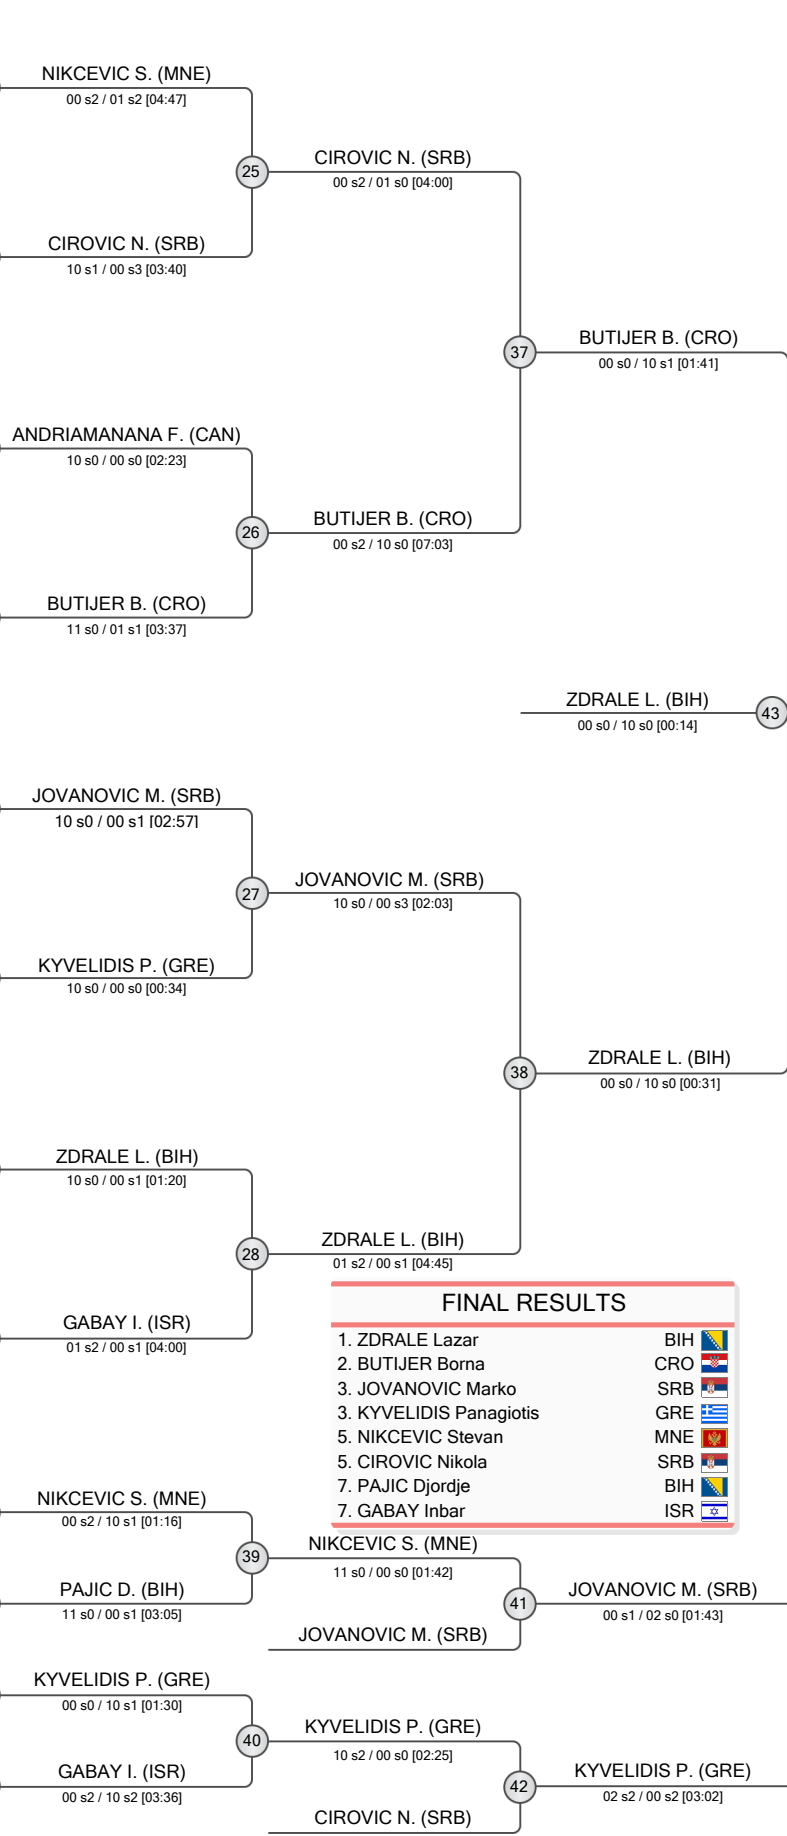 NIKCEVIC S. (MNE)
00 s2 / 01 s2 [04:47]
25
CIROVIC N. (SRB)
00 s2 / 01 s0 [04:00]
CIROVIC N. (SRB)
10 s1 / 00 s3 [03:40]
37
BUTIJER B. (CRO)
00 s0 / 10 s1 [01:41]
ANDRIAMANANA F. (CAN)
10 s0 / 00 s0 [02:23]
26
BUTIJER B. (CRO)
00 s2 / 10 s0 [07:03]
BUTIJER B. (CRO)
11 s0 / 01 s1 [03:37]
ZDRALE L. (BIH)
00 s0 / 10 s0 [00:14]
43
JOVANOVIC M. (SRB)
10 s0 / 00 s1 [02:57]
27
JOVANOVIC M. (SRB)
10 s0 / 00 s3 [02:03]
KYVELIDIS P. (GRE)
10 s0 / 00 s0 [00:34]
38
ZDRALE L. (BIH)
00 s0 / 10 s0 [00:31]
ZDRALE L. (BIH)
10 s0 / 00 s1 [01:20]
28
ZDRALE L. (BIH)
01 s2 / 00 s1 [04:45]
GABAY I. (ISR)
01 s2 / 00 s1 [04:00]
FINAL RESULTS
1. ZDRALE Lazar BIH
2. BUTIJER Borna CRO
3. JOVANOVIC Marko SRB
3. KYVELIDIS Panagiotis GRE
5. NIKCEVIC Stevan MNE
5. CIROVIC Nikola SRB
7. PAJIC Djordje BIH
7. GABAY Inbar ISR
NIKCEVIC S. (MNE)
00 s2 / 10 s1 [01:16]
39
NIKCEVIC S. (MNE)
11 s0 / 00 s0 [01:42]
PAJIC D. (BIH)
11 s0 / 00 s1 [03:05]
41
JOVANOVIC M. (SRB)
00 s1 / 02 s0 [01:43]
JOVANOVIC M. (SRB)
KYVELIDIS P. (GRE)
00 s0 / 10 s1 [01:30]
40
KYVELIDIS P. (GRE)
10 s2 / 00 s0 [02:25]
GABAY I. (ISR)
00 s2 / 10 s2 [03:36]
42
KYVELIDIS P. (GRE)
02 s2 / 00 s2 [03:02]
CIROVIC N. (SRB)